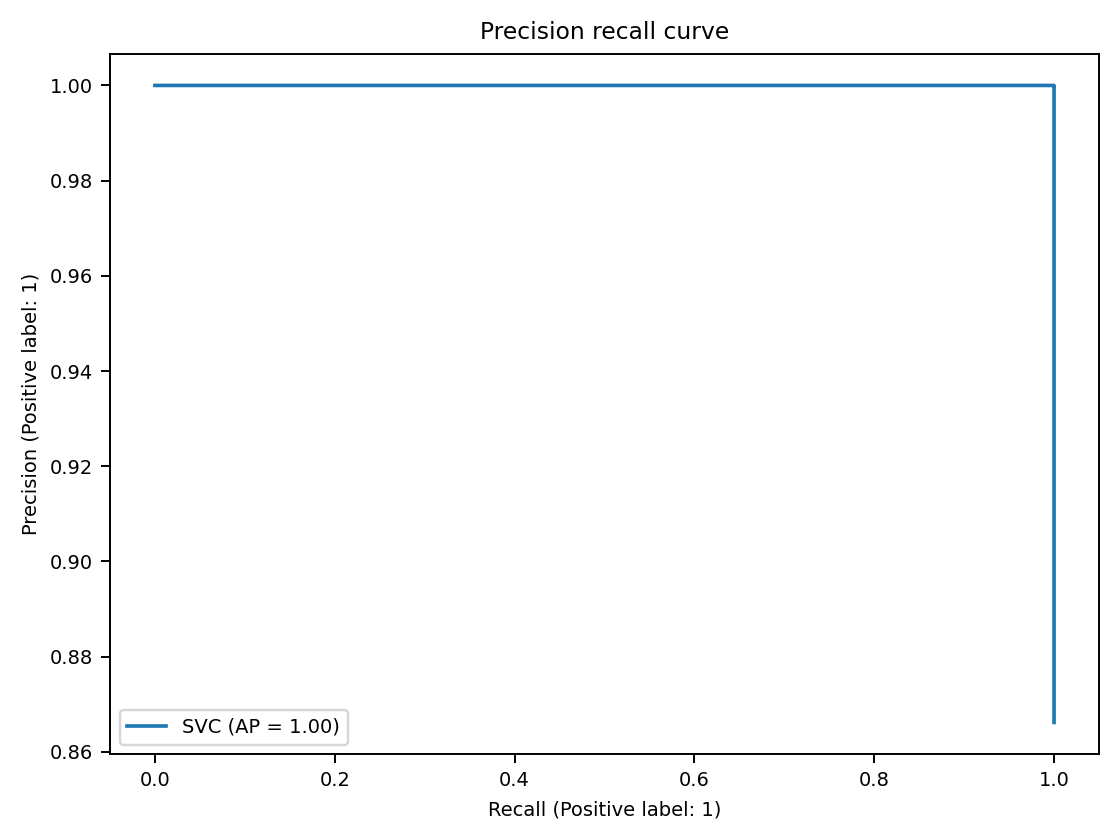 Precision recall curve
1.00
0.98
0.96
0.94
0.92
0.90
0.88
0.86
Precision (Positive label: 1)
SVC (AP = 1.00)
0.0 0.2 0.4 0.6 0.8 1.0
Recall (Positive label: 1)